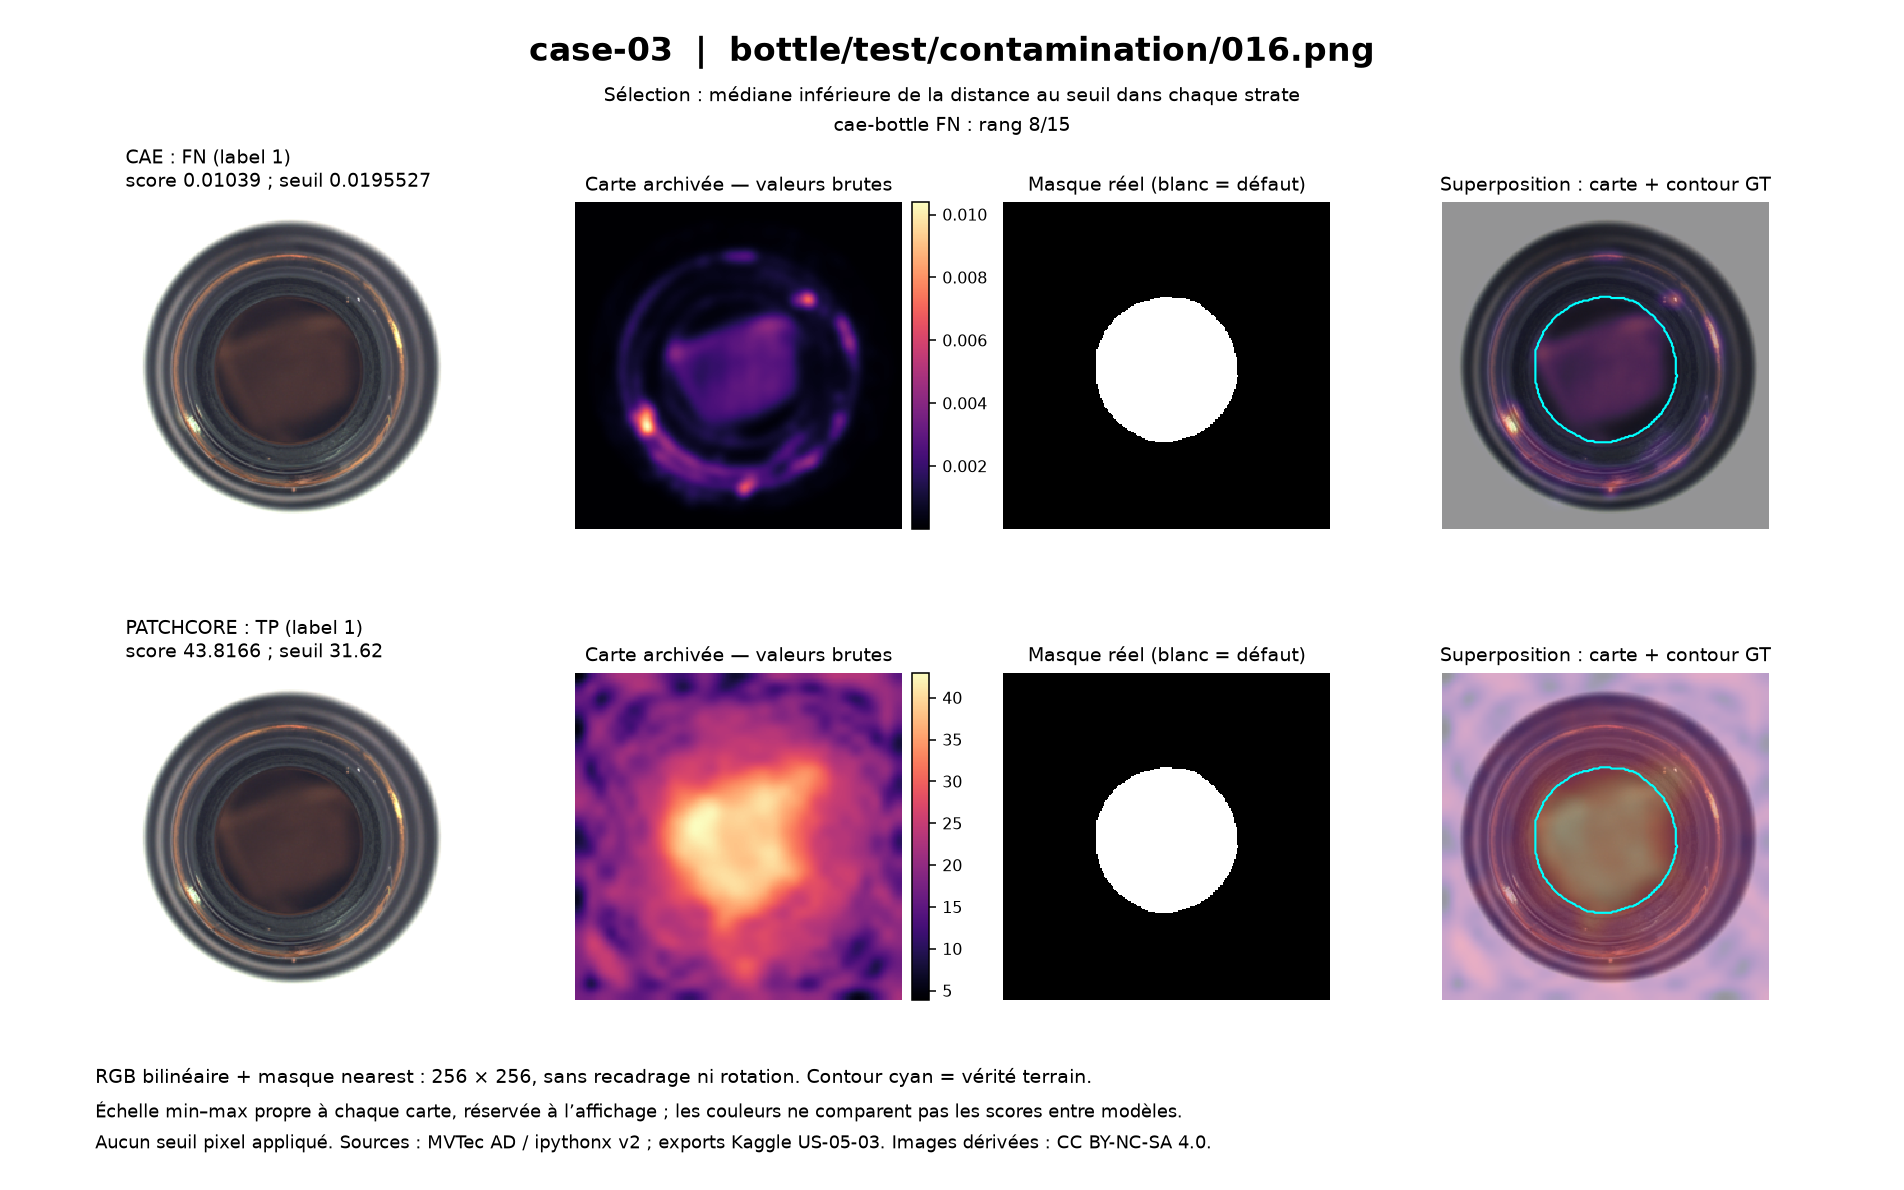 case-03 | bottle/test/contamination/016.png
Sélection : médiane inférieure de la distance au seuil dans chaque strate
cae-bottle FN : rang 8/15
CAE : FN (label 1)
score 0.01039 ; seuil 0.0195527
Carte archivée — valeurs brutes
Masque réel (blanc = défaut)
Superposition : carte + contour GT
0.010
0.008
0.006
0.004
0.002
PATCHCORE : TP (label 1)
score 43.8166 ; seuil 31.62
Carte archivée — valeurs brutes
Masque réel (blanc = défaut)
Superposition : carte + contour GT
40
35
30
25
20
15
10
5
RGB bilinéaire + masque nearest : 256 × 256, sans recadrage ni rotation. Contour cyan = vérité terrain.
Échelle min–max propre à chaque carte, réservée à l’affichage ; les couleurs ne comparent pas les scores entre modèles.
Aucun seuil pixel appliqué. Sources : MVTec AD / ipythonx v2 ; exports Kaggle US-05-03. Images dérivées : CC BY-NC-SA 4.0.